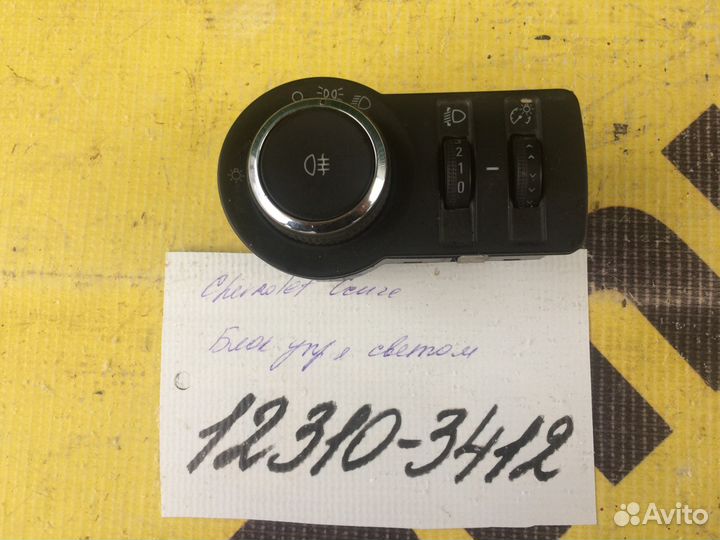 2
1
0
Chevrolet Cruze
Блок упр. светом
12310-3412
Avito